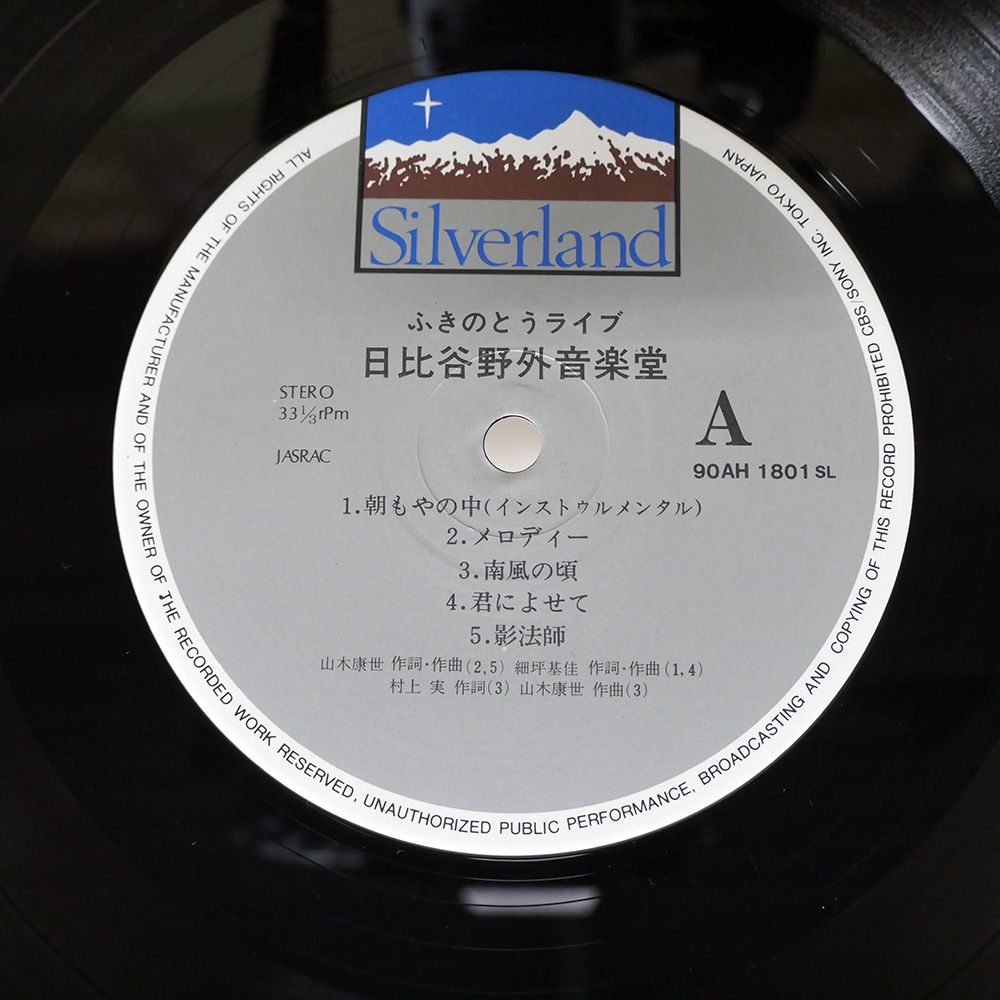 Silverland
ふきのとうライブ
日比谷野外音楽堂
STERO
33 1/3 rPm
JASRAC
A
90AH 1801 SL
1.朝もやの中(インストゥルメンタル)
2.メロディー
3.南風の頃
4.君によせて
5.影法師
山木康世 作詞・作曲(2,5) 細坪基佳 作詞・作曲(1,4)
村上 実 作詞(3) 山木康世 作曲(3)
ALL RIGHTS OF THE MANUFACTURER AND OF THE OWNER OF THE RECORDED WORK RESERVED, UNAUTHORIZED PUBLIC PERFORMANCE, BROADCASTING AND COPYING OF THIS RECORD PROHIBITED CBS/SONY INC. TOKYO JAPAN